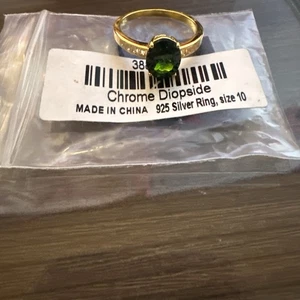 38
Chrome Diopside
MADE IN CHINA 925 Silver Ring, size 10